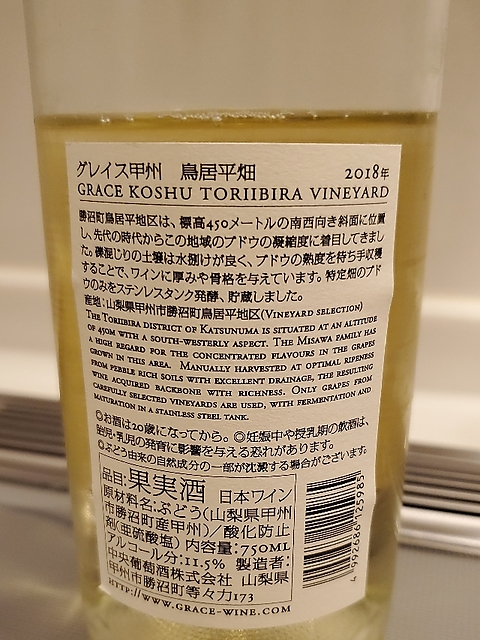 グレイス甲州 鳥居平畑 2018年
GRACE KOSHU TORIIBIRA VINEYARD
勝沼町鳥居平地区は、標高450メートルの南西向き斜面に位置
し、先代の時代からこの地域のブドウの凝縮度に着目してきまし
た。礫混じりの土壌は水捌けが良く、ブドウの熟度を待ち手収穫
することで、ワインに厚みや骨格を与えています。特定畑のブド
ウのみをステンレスタンク発酵、貯蔵しました。
産地:山梨県甲州市勝沼町鳥居平地区(VINEYARD SELECTION)
THE TORIIBIRA DISTRICT OF KATSUNUMA IS SITUATED AT AN ALTITUDE
OF 450M WITH A SOUTH-WESTERLY ASPECT. THE MISAWA FAMILY HAS
A HIGH REGARD FOR THE CONCENTRATED FLAVOURS IN THE GRAPES
GROWN IN THIS AREA. MANUALLY HARVESTED AT OPTIMAL RIPENESS
FROM PEBBLE RICH SOILS WITH EXCELLENT DRAINAGE, THE RESULTING
WINE ACQUIRED BACKBONE WITH RICHNESS. ONLY GRAPES FROM
CAREFULLY SELECTED VINEYARDS ARE USED, WITH FERMENTATION AND
MATURATION IN A STAINLESS STEEL TANK.
◎お酒は20歳になってから。◎妊娠中や授乳期の飲酒は、
胎児・乳児の発育に影響を与える恐れがあります。
◎ぶどう由来の自然成分の一部が沈澱する場合がございます。
品目:果実酒 日本ワイン
原材料名:ぶどう(山梨県甲州
市勝沼町産甲州)/酸化防止
剤(亜硫酸塩) 内容量:750ML
アルコール分:11.5% 製造者:
中央葡萄酒株式会社 山梨県
甲州市勝沼町等々力173
HTTP://WWW.GRACE-WINE.COM
4 992686 125985